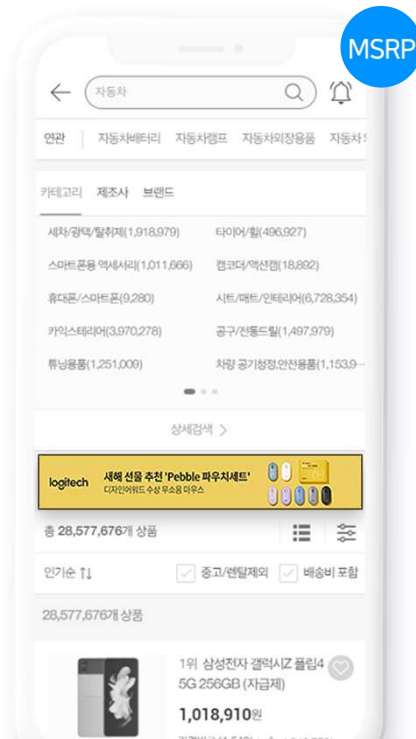 MSRP
자동차
연관 자동차배터리 자동차램프 자동차외장용품 자동차
카테고리 제조사 브랜드
세차/광택/탈취제(1,918,979) 타이어/휠(496,927)
스마트폰용 액세서리(1,011,666) 캠코더/액션캠(18,892)
휴대폰/스마트폰(9,280) 시트/매트/인테리어(6,728,354)
카익스테리어(3,970,278) 공구/전동드릴(1,497,979)
튜닝용품(1,251,009) 차량 공기청정,안전용품(1,153,9…
상세검색 >
logitech 새해 선물 추천 'Pebble 파우치세트'
디자인어워드 수상 무소음 마우스
총 28,577,676개 상품
인기순 ↑↓ 중고/렌탈제외 배송비 포함
28,577,676개 상품
1위 삼성전자 갤럭시Z 플립4
5G 256GB (자급제)
1,018,910원